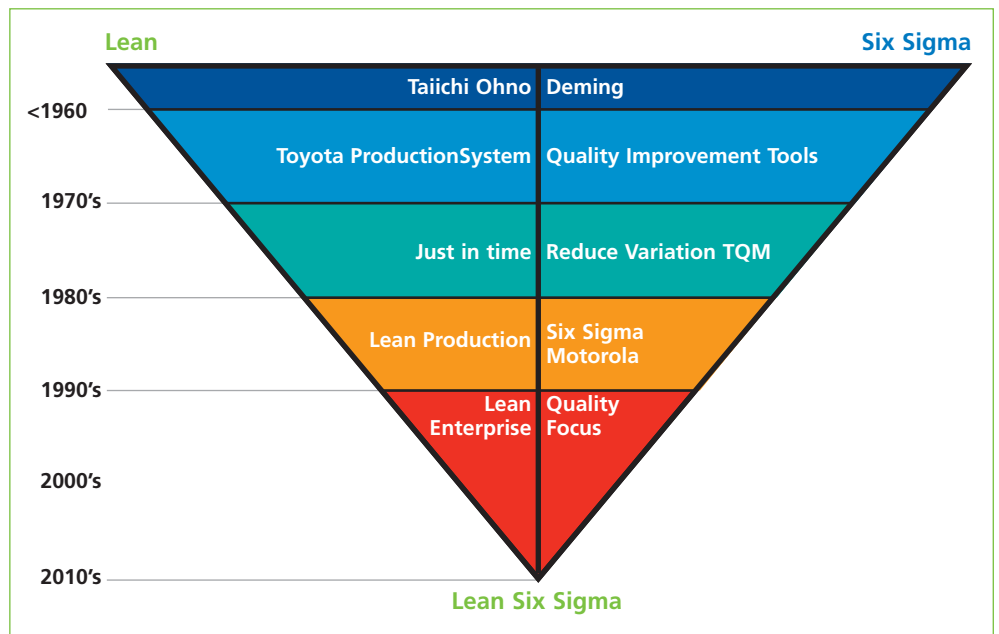 Lean
Six Sigma
Taiichi Ohno
Deming
<1960
Toyota ProductionSystem
Quality Improvement Tools
1970's
Just in time
Reduce Variation TQM
1980's
Lean Production
Six Sigma
Motorola
1990's
Lean
Enterprise
Quality
Focus
2000's
2010's
Lean Six Sigma